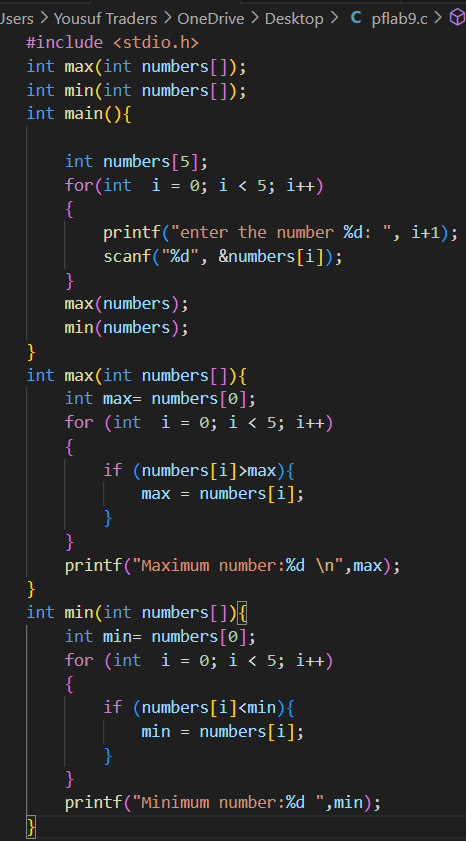 Users > Yousuf Traders > OneDrive > Desktop > C pflab9.c >
#include <stdio.h>
int max(int numbers[]);
int min(int numbers[]);
int main(){
    int numbers[5];
    for(int  i = 0; i < 5; i++)
    {
        printf("enter the number %d: ", i+1);
        scanf("%d", &numbers[i]);
    }
    max(numbers);
    min(numbers);
}
int max(int numbers[]){
    int max= numbers[0];
    for (int  i = 0; i < 5; i++)
    {
        if (numbers[i]>max){
            max = numbers[i];
        }
    }
    printf("Maximum number:%d \n",max);
}
int min(int numbers[]){
    int min= numbers[0];
    for (int  i = 0; i < 5; i++)
    {
        if (numbers[i]<min){
            min = numbers[i];
        }
    }
    printf("Minimum number:%d ",min);
}